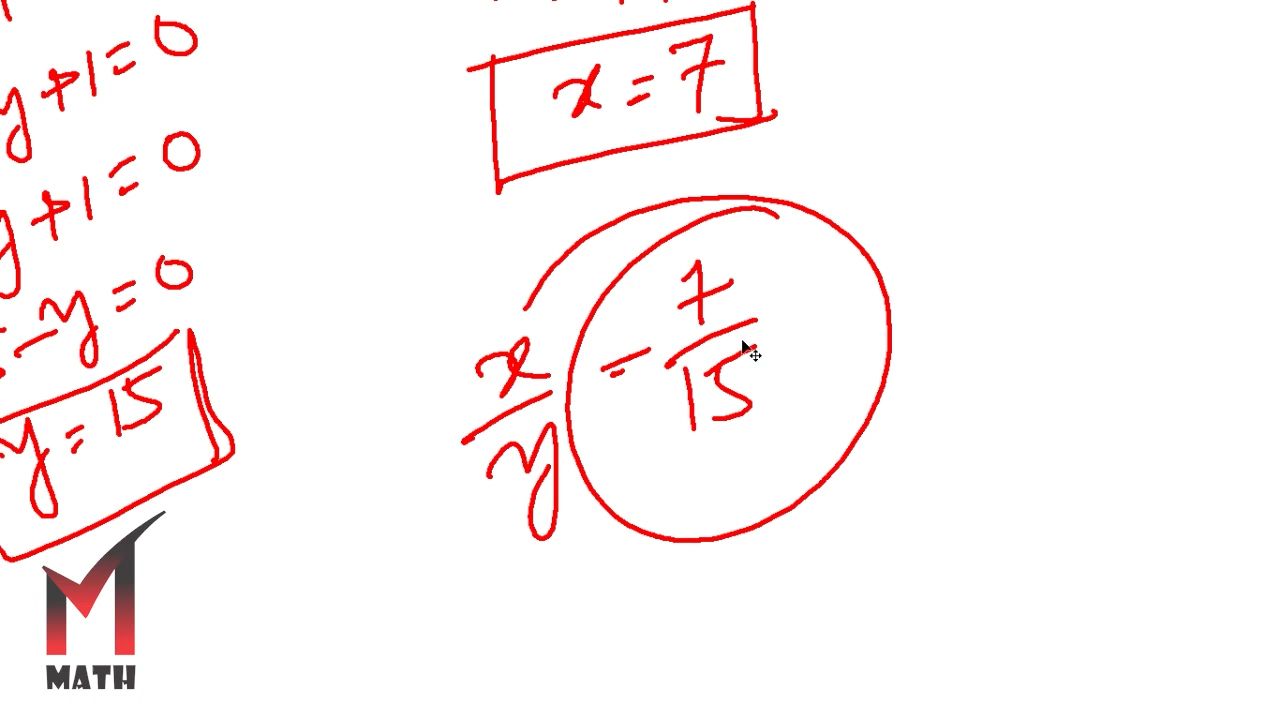 y+1=0
y+1=0
-y=0
y=15
x=7
x/y = 7/15
MATH